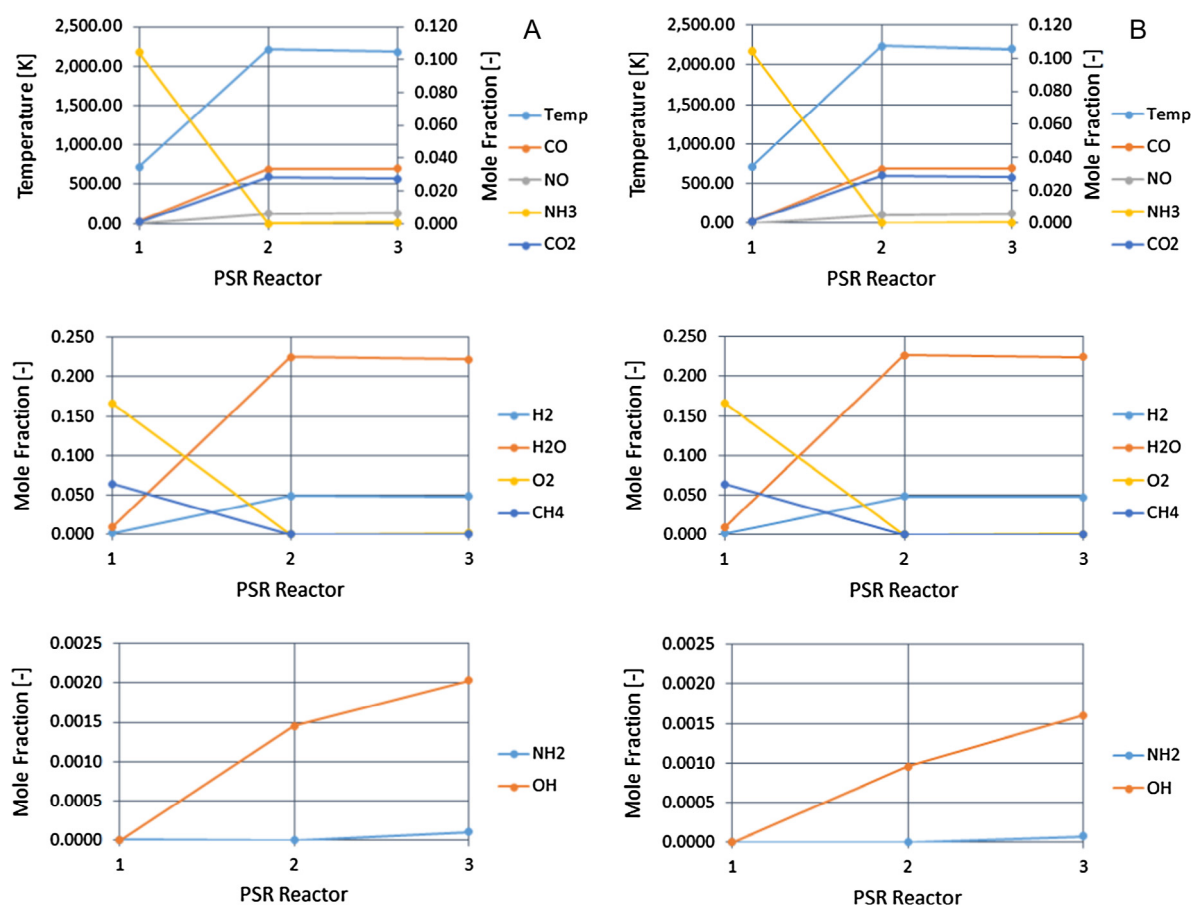 A
2,500.00
2,000.00
1,500.00
1,000.00
500.00
0.00
Temperature [K]
0.120
0.100
0.080
0.060
0.040
0.020
0.000
Mole Fraction [-]
1 2 3
PSR Reactor
Temp
CO
NO
NH3
CO2
B
2,500.00
2,000.00
1,500.00
1,000.00
500.00
0.00
Temperature [K]
0.120
0.100
0.080
0.060
0.040
0.020
0.000
Mole Fraction [-]
1 2 3
PSR Reactor
Temp
CO
NO
NH3
CO2
0.250
0.200
0.150
0.100
0.050
0.000
Mole Fraction [-]
1 2 3
PSR Reactor
H2
H2O
O2
CH4
0.250
0.200
0.150
0.100
0.050
0.000
Mole Fraction [-]
1 2 3
PSR Reactor
H2
H2O
O2
CH4
0.0025
0.0020
0.0015
0.0010
0.0005
0.0000
Mole Fraction [-]
1 2 3
PSR Reactor
NH2
OH
0.0025
0.0020
0.0015
0.0010
0.0005
0.0000
Mole Fraction [-]
1 2 3
PSR Reactor
NH2
OH